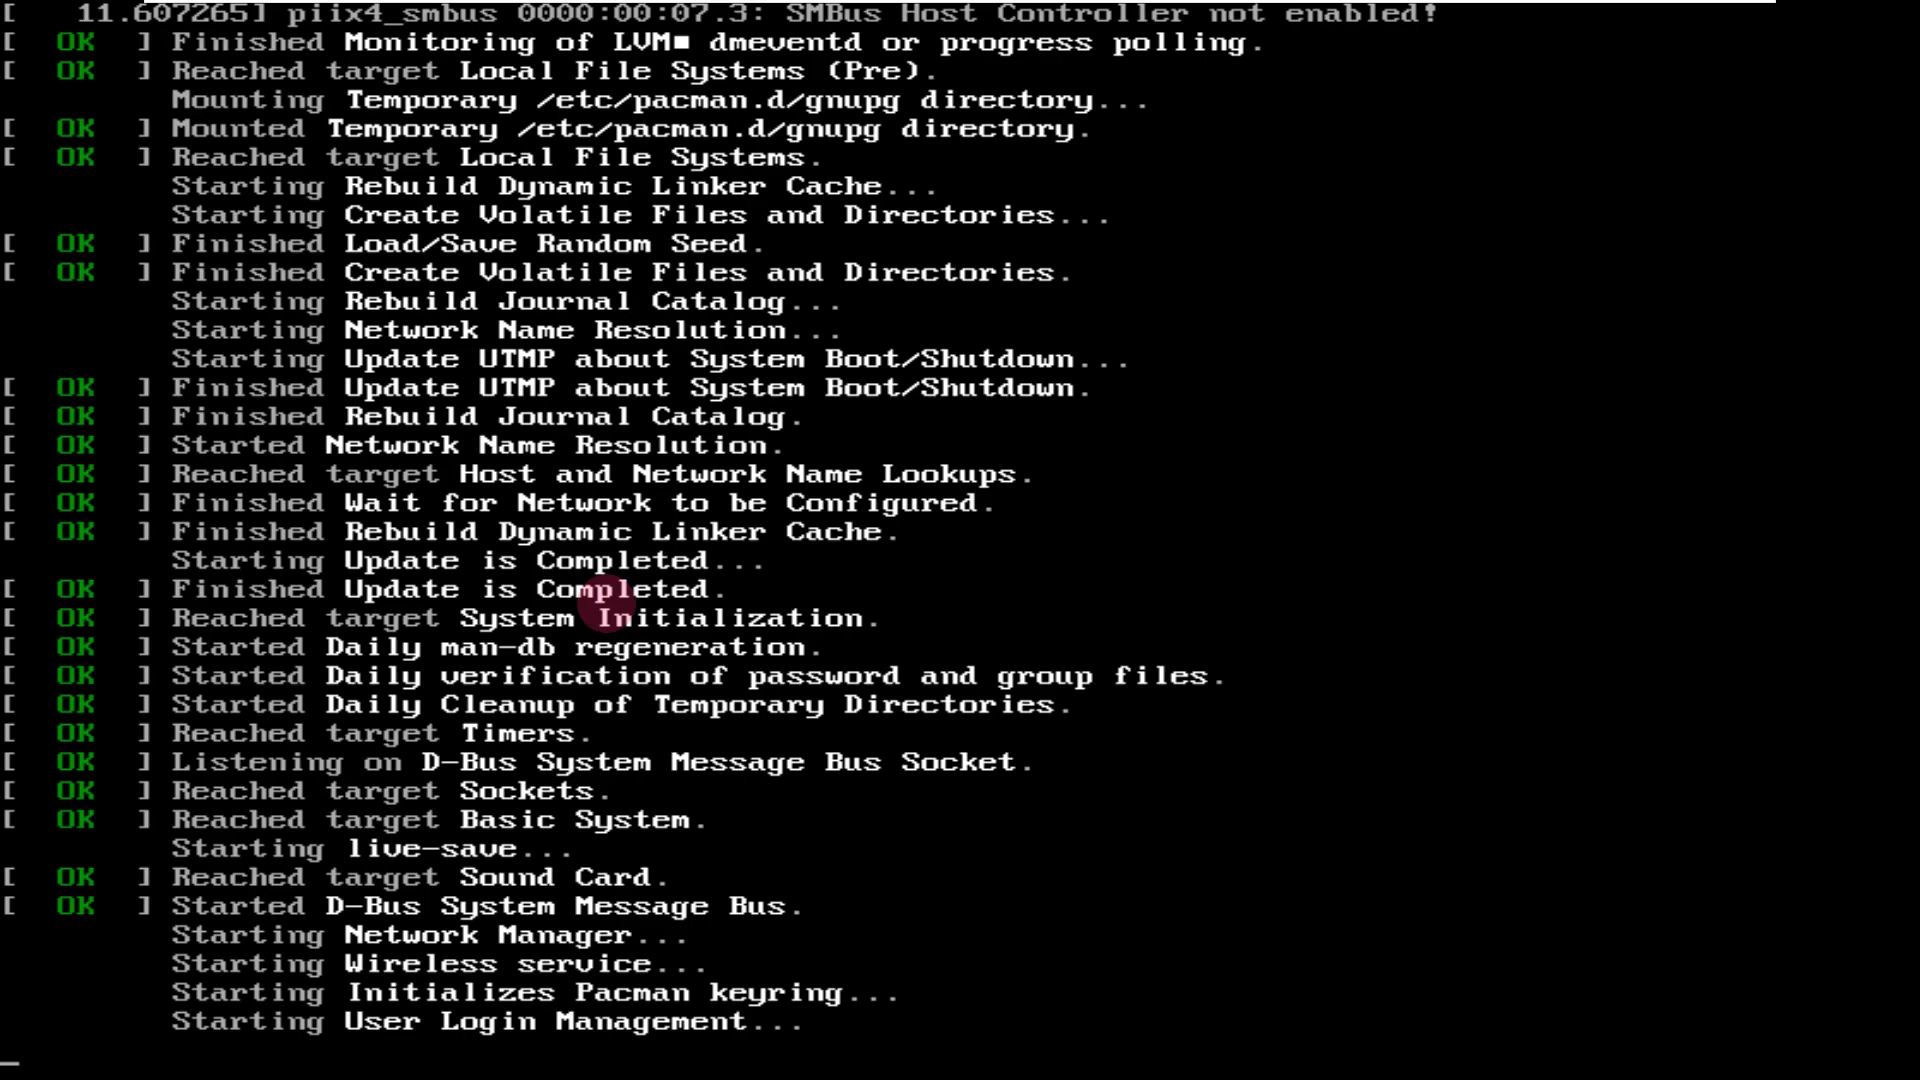 [   11.607265] piix4_smbus 0000:00:07.3: SMBus Host Controller not enabled!
[  OK  ] Finished Monitoring of LVM■ dmeventd or progress polling.
[  OK  ] Reached target Local File Systems (Pre).
Mounting Temporary /etc/pacman.d/gnupg directory...
[  OK  ] Mounted Temporary /etc/pacman.d/gnupg directory.
[  OK  ] Reached target Local File Systems.
Starting Rebuild Dynamic Linker Cache...
Starting Create Volatile Files and Directories...
[  OK  ] Finished Load/Save Random Seed.
[  OK  ] Finished Create Volatile Files and Directories.
Starting Rebuild Journal Catalog...
Starting Network Name Resolution...
Starting Update UTMP about System Boot/Shutdown...
[  OK  ] Finished Update UTMP about System Boot/Shutdown.
[  OK  ] Finished Rebuild Journal Catalog.
[  OK  ] Started Network Name Resolution.
[  OK  ] Reached target Host and Network Name Lookups.
[  OK  ] Finished Wait for Network to be Configured.
[  OK  ] Finished Rebuild Dynamic Linker Cache.
Starting Update is Completed...
[  OK  ] Finished Update is Completed.
[  OK  ] Reached target System Initialization.
[  OK  ] Started Daily man-db regeneration.
[  OK  ] Started Daily verification of password and group files.
[  OK  ] Started Daily Cleanup of Temporary Directories.
[  OK  ] Reached target Timers.
[  OK  ] Listening on D-Bus System Message Bus Socket.
[  OK  ] Reached target Sockets.
[  OK  ] Reached target Basic System.
Starting live-save...
[  OK  ] Reached target Sound Card.
[  OK  ] Started D-Bus System Message Bus.
Starting Network Manager...
Starting Wireless service...
Starting Initializes Pacman keyring...
Starting User Login Management...